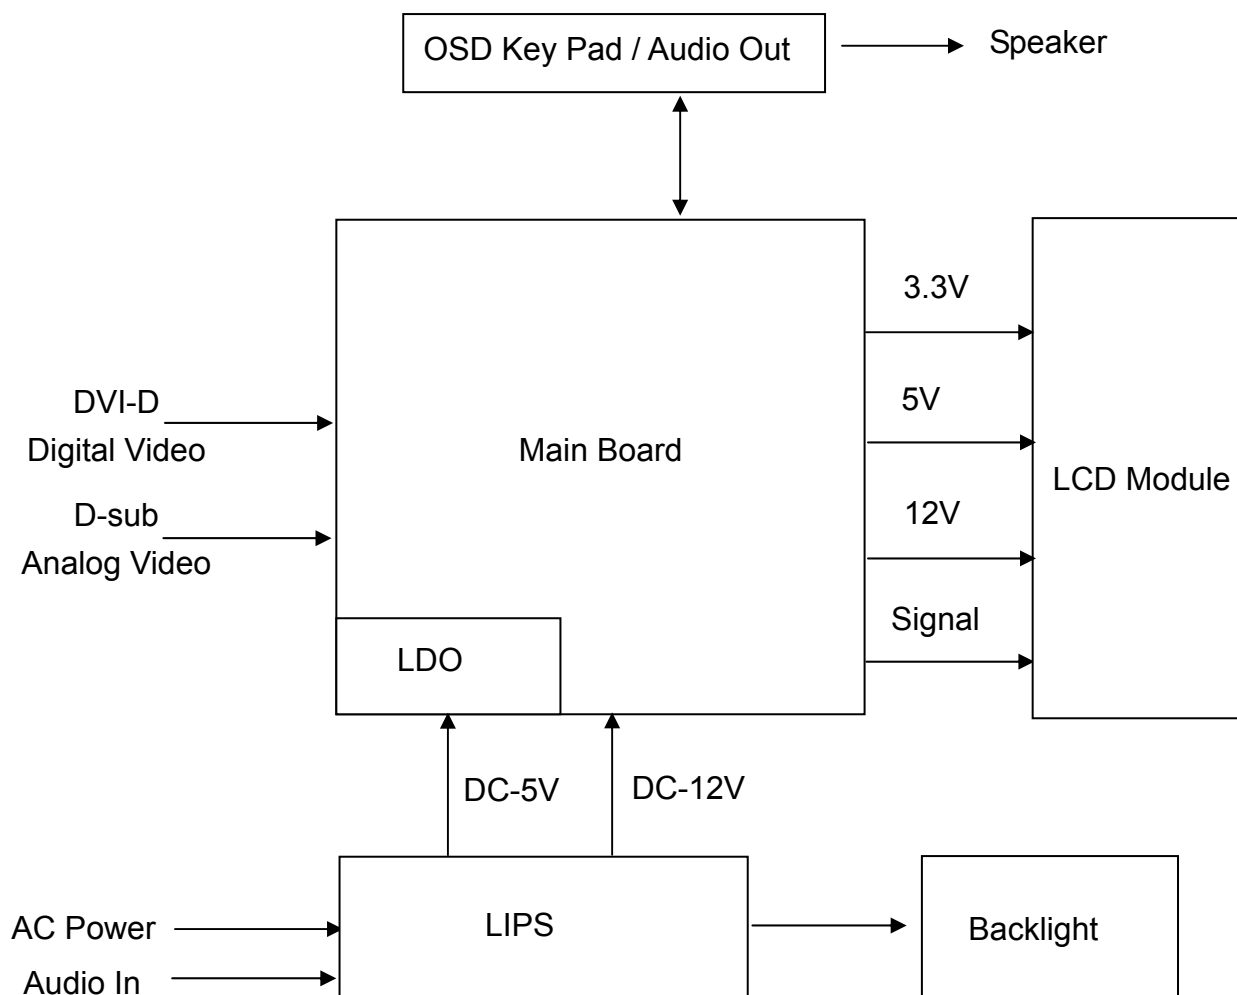 OSD Key Pad / Audio Out
Speaker
3.3V
DVI-D
5V
Digital Video
Main Board
LCD Module
D-sub
12V
Analog Video
Signal
LDO
DC-5V
DC-12V
AC Power
LIPS
Backlight
Audio In